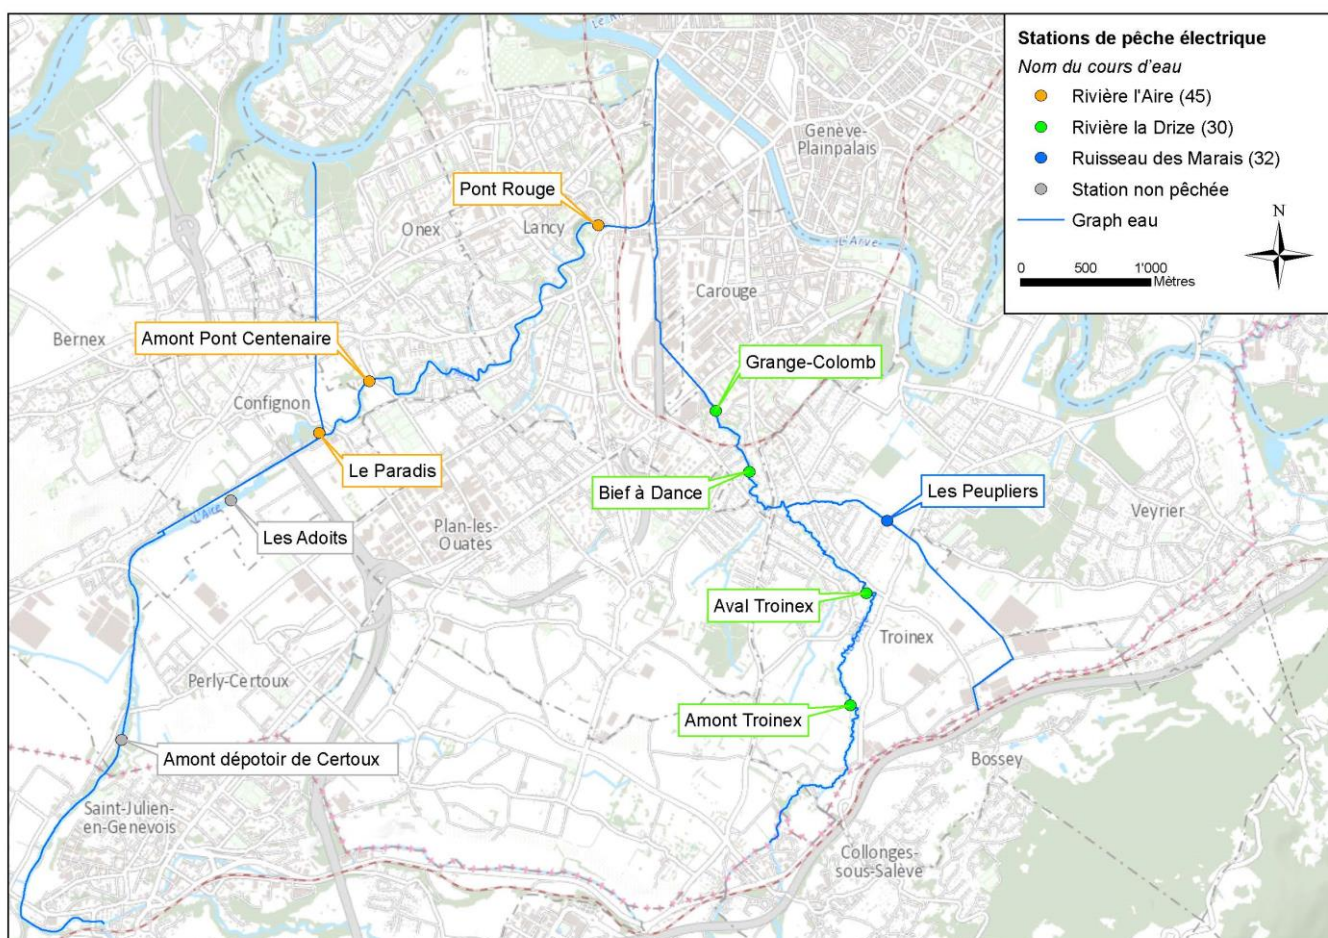 Stations de pêche électrique
Nom du cours d'eau
Rivière l'Aire (45)
Rivière la Drize (30)
Ruisseau des Marais (32)
Station non pêchée
Graph eau
N
0 500 1'000
Mètres
Genève-
Plainpalais
Pont Rouge
Onex
Lancy
L'Arve
Carouge
Bernex
Amont Pont Centenaire
Grange-Colomb
Confignon
Le Paradis
Bief à Dance
Les Peupliers
L'Aire
Les Adoits
Plan-les-
Ouates
Veyrier
Aval Troinex
Troinex
Perly-Certoux
Amont Troinex
Amont dépotoir de Certoux
Bossey
Saint-Julien-
en-Genevois
Collonges-
sous-Salève